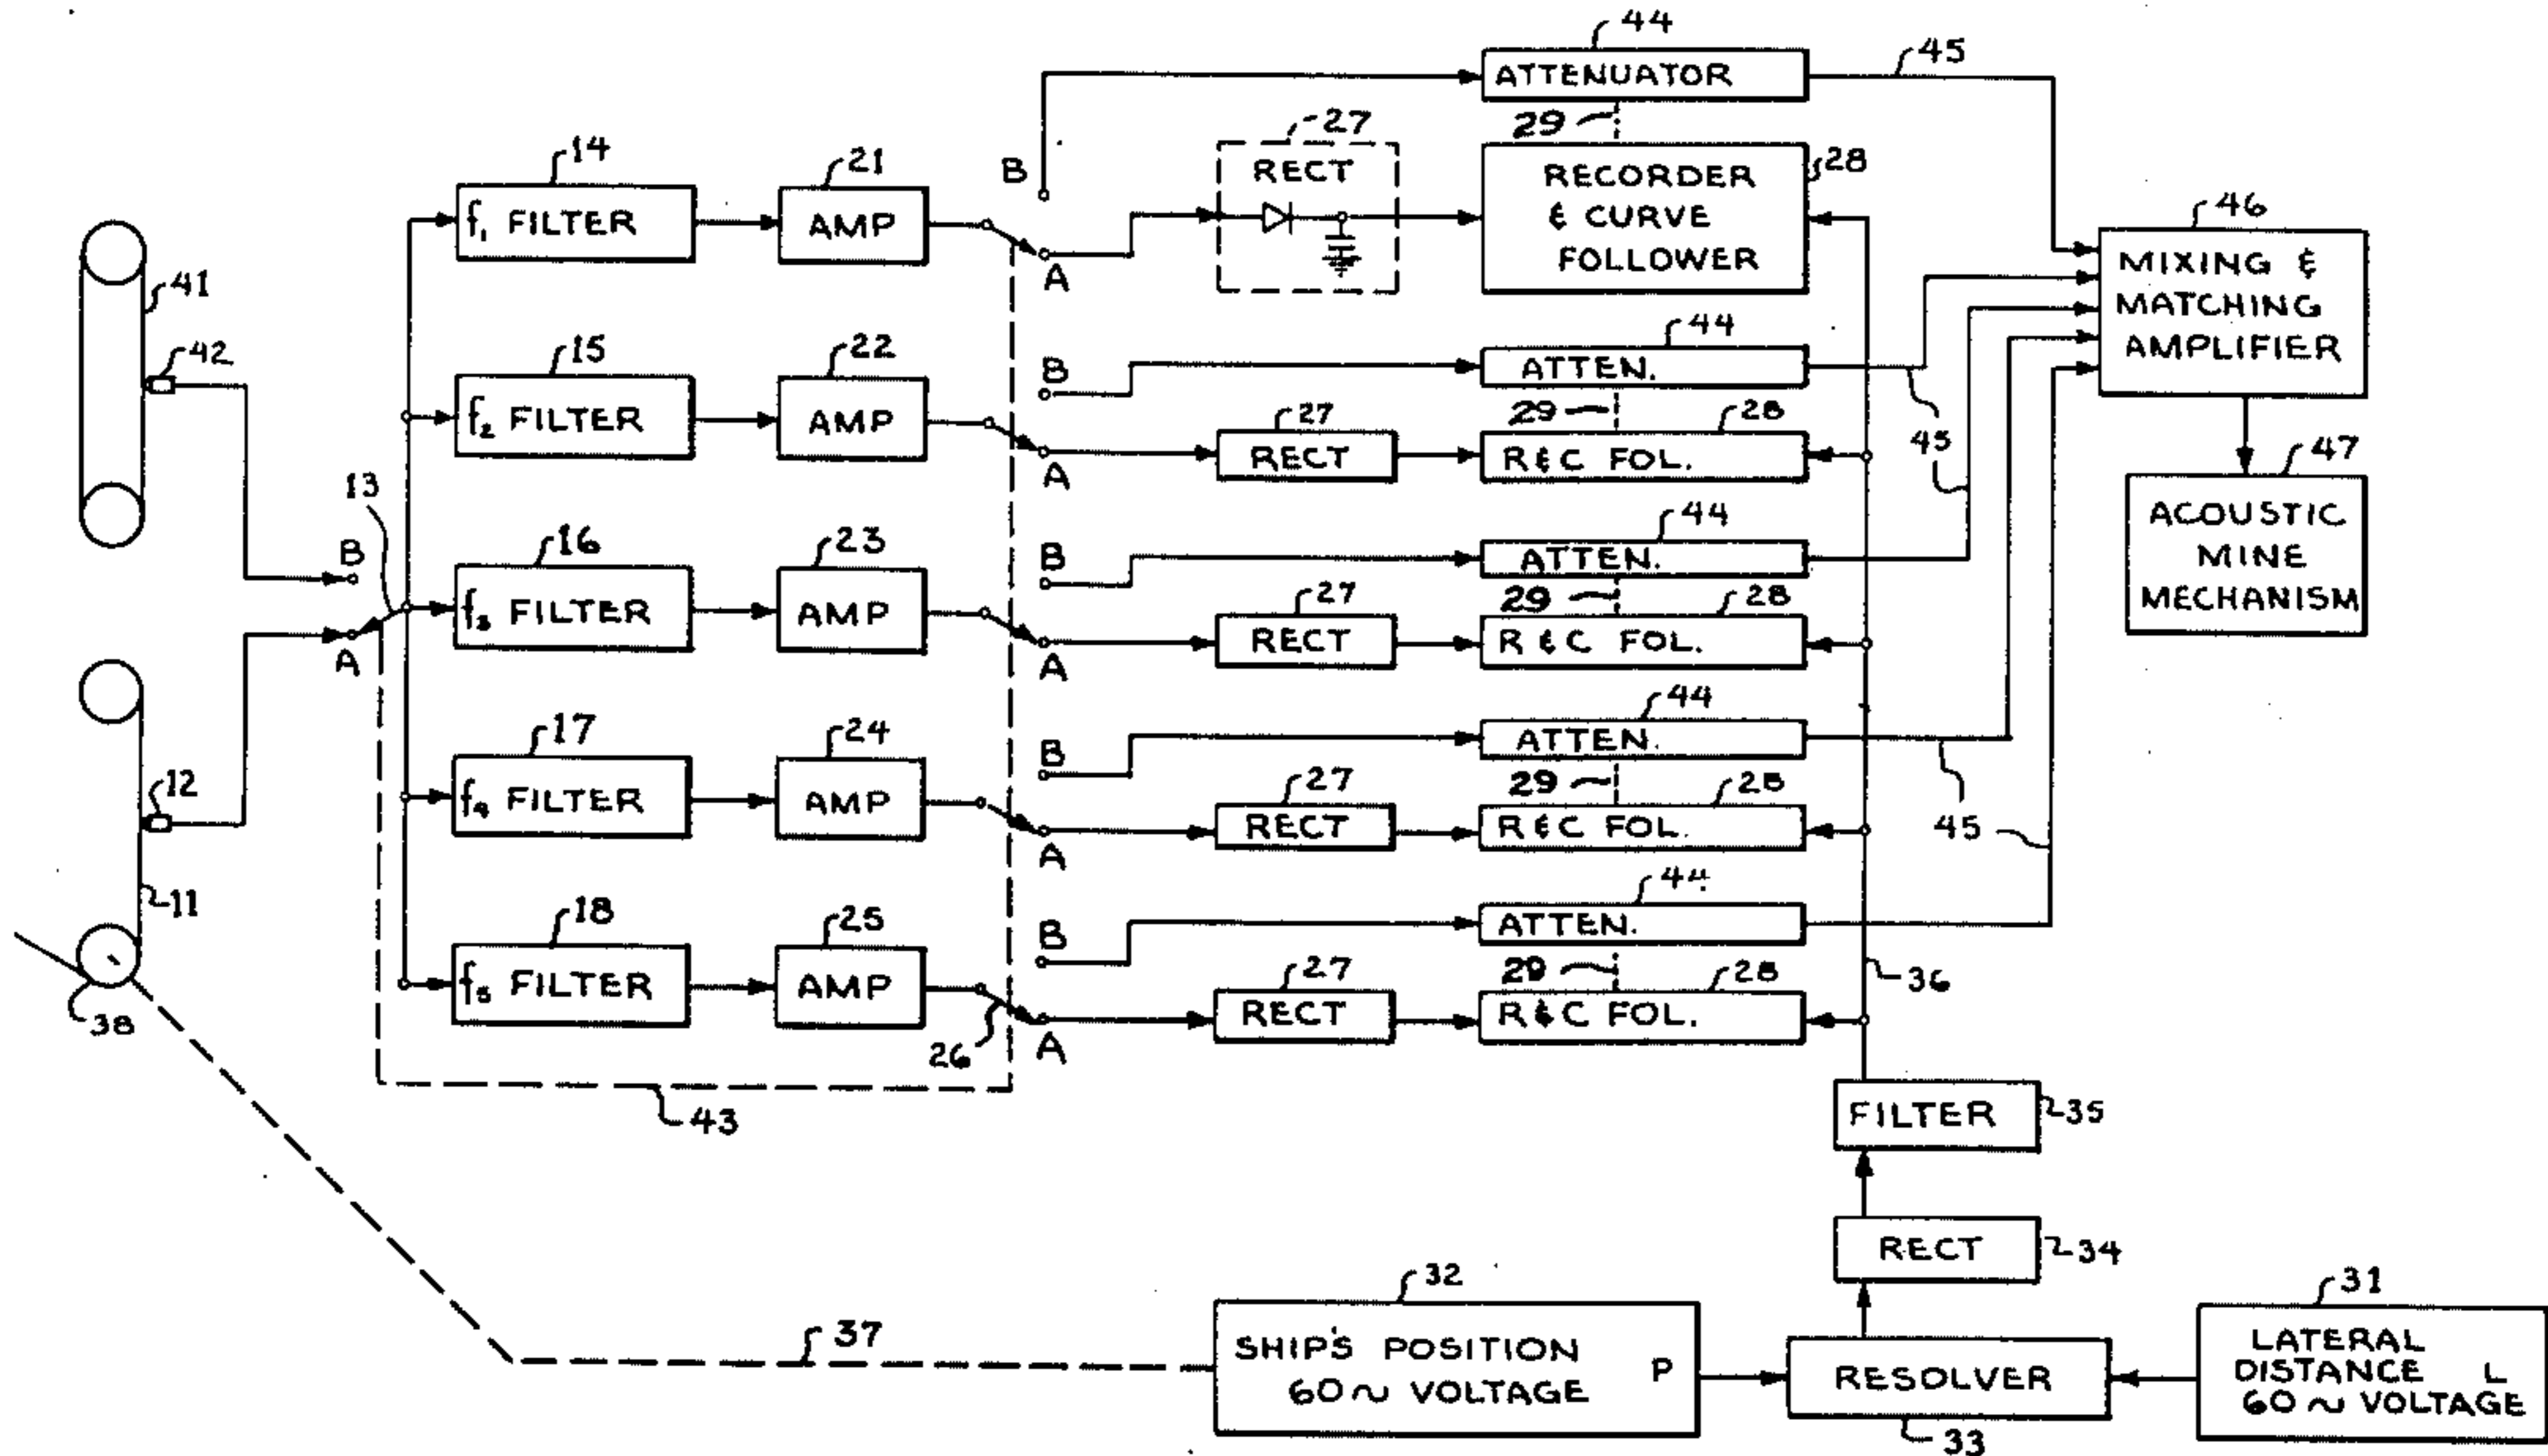 44
ATTENUATOR
45
29
27
RECT
28
RECORDER
& CURVE
FOLLOWER
14
f₁ FILTER
21
AMP
B
A
46
MIXING &
MATCHING
AMPLIFIER
41
42
15
f₂ FILTER
22
AMP
B
A
44
ATTEN.
29
27
RECT
28
R & C FOL.
45
45
47
ACOUSTIC
MINE
MECHANISM
13
B
A
16
f₃ FILTER
23
AMP
B
A
44
ATTEN.
29
27
RECT
28
R & C FOL.
12
11
38
17
f₄ FILTER
24
AMP
B
A
44
ATTEN.
29
27
RECT
28
R & C FOL.
45
45
18
f₅ FILTER
25
AMP
26
B
A
44
ATTEN.
29
27
RECT
28
R & C FOL.
36
43
FILTER
35
RECT
34
37
32
SHIP'S POSITION P
60 ~ VOLTAGE
RESOLVER
33
31
LATERAL
DISTANCE L
60 ~ VOLTAGE